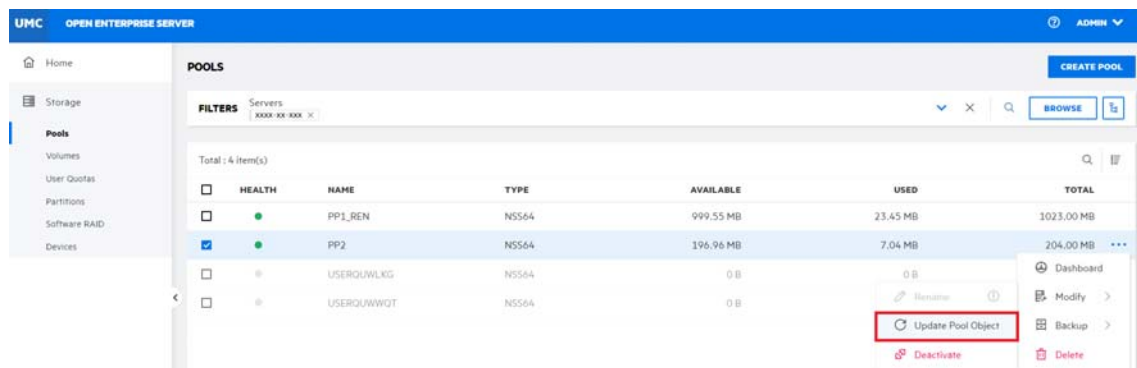 UMC OPEN ENTERPRISE SERVER ADMIN
Home
Storage
Pools
Volumes
User Quotas
Partitions
Software RAID
Devices
POOLS CREATE POOL
FILTERS Servers
xxxx-xx-xxx BROWSE
Total : 4 item(s)
HEALTH NAME TYPE AVAILABLE USED TOTAL
PP1_REN NSS64 999.55 MB 23.45 MB 1023.00 MB
PP2 NSS64 196.96 MB 7.04 MB 204.00 MB
USERQUWLKG NSS64 0 B 0 B
USERQUWWQT NSS64 0 B
Rename
Update Pool Object
Deactivate
Dashboard
Modify
Backup
Delete